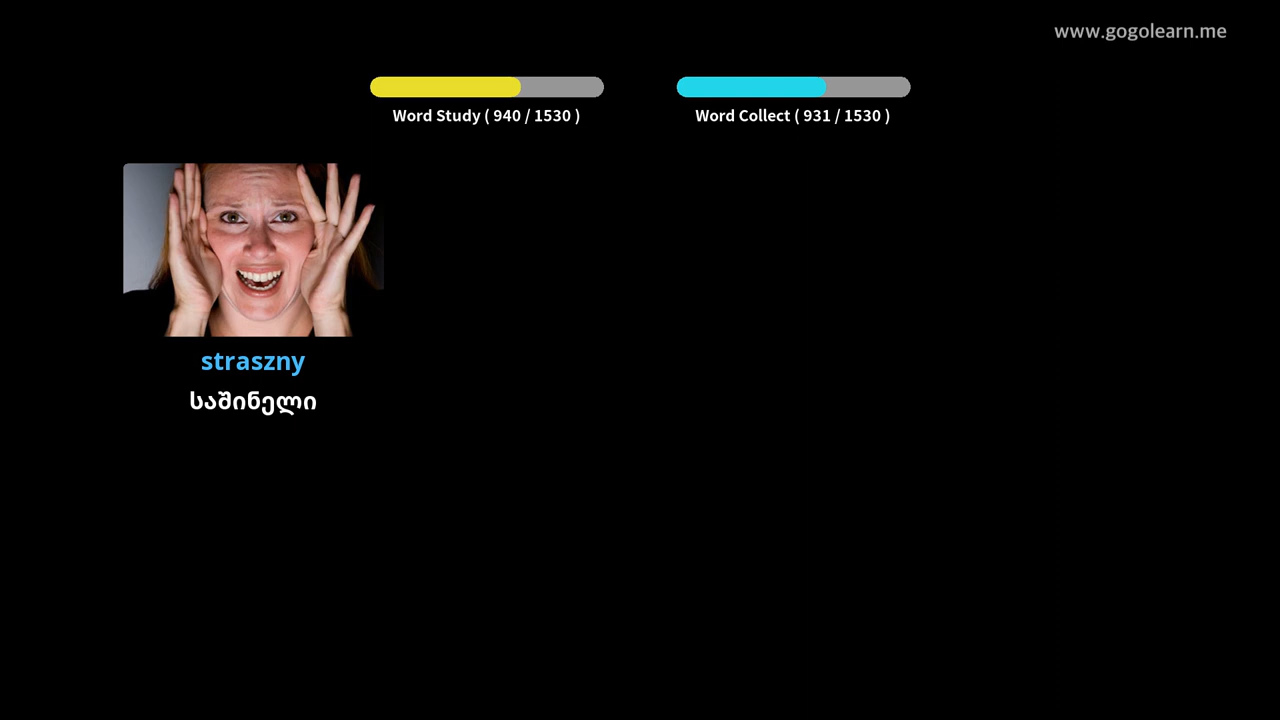 www.gogolearn.me
Word Study ( 940 / 1530 )
Word Collect ( 931 / 1530 )
straszny
საშინელი